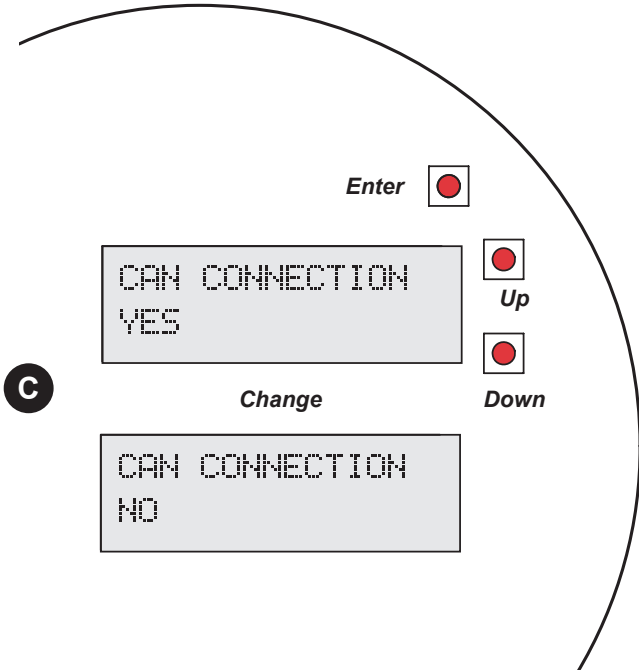 Enter
CAN CONNECTION
YES
Up
C
Change
Down
CAN CONNECTION
NO